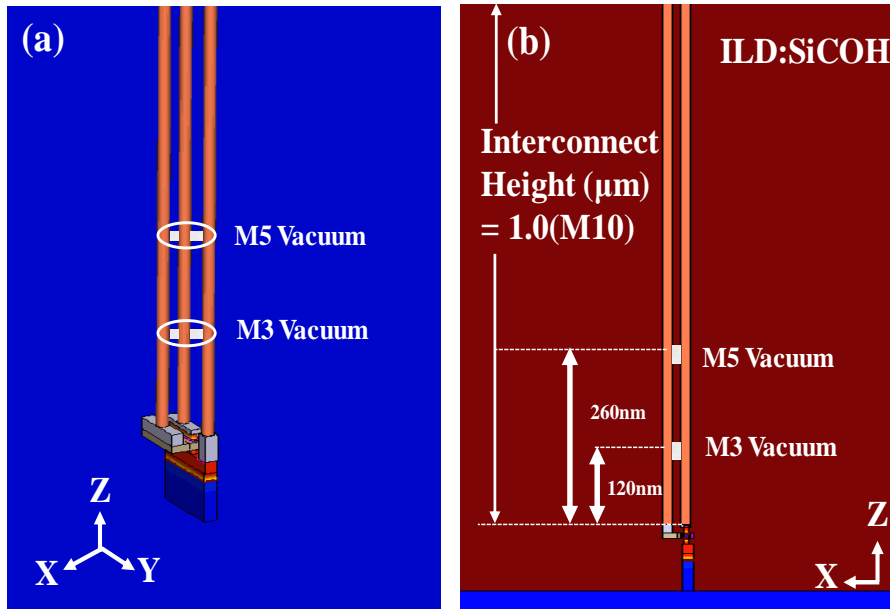 (a)
M5 Vacuum
M3 Vacuum
Z
X
Y
(b)
ILD:SiCOH
Interconnect
Height (μm)
= 1.0(M10)
M5 Vacuum
260nm
M3 Vacuum
120nm
Z
X